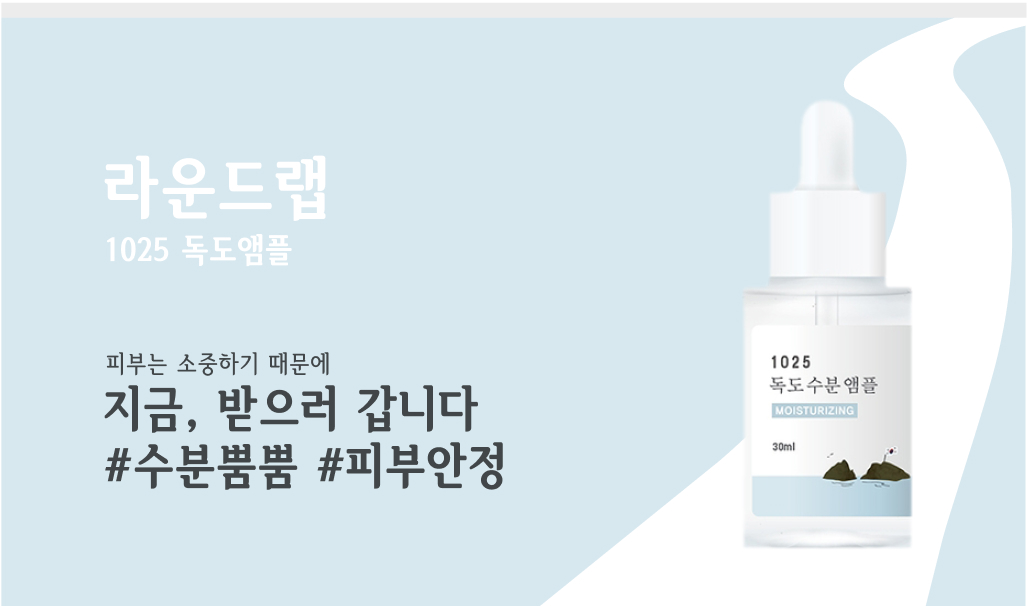 라운드랩
1025 독도앰플
피부는 소중하기 때문에
지금, 받으러 갑니다
#수분뿜뿜 #피부안정
1025
독도수분앰플
MOISTURIZING
30ml